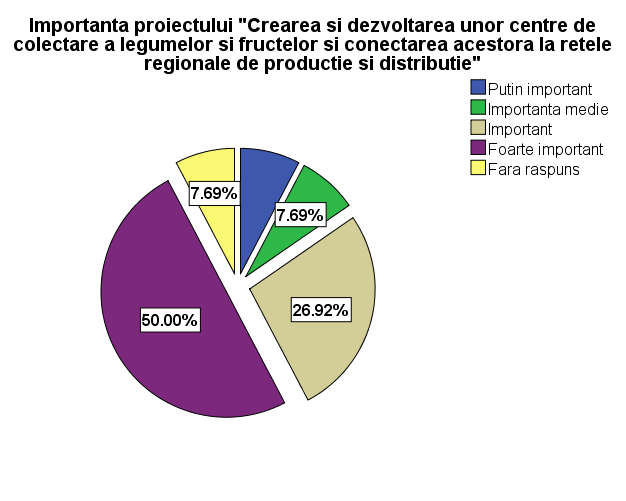 Importanta proiectului "Crearea si dezvoltarea unor centre de
colectare a legumelor si fructelor si conectarea acestora la retele
regionale de productie si distributie"
Putin important
Importanta medie
Important
Foarte important
Fara raspuns
7.69%
7.69%
26.92%
50.00%